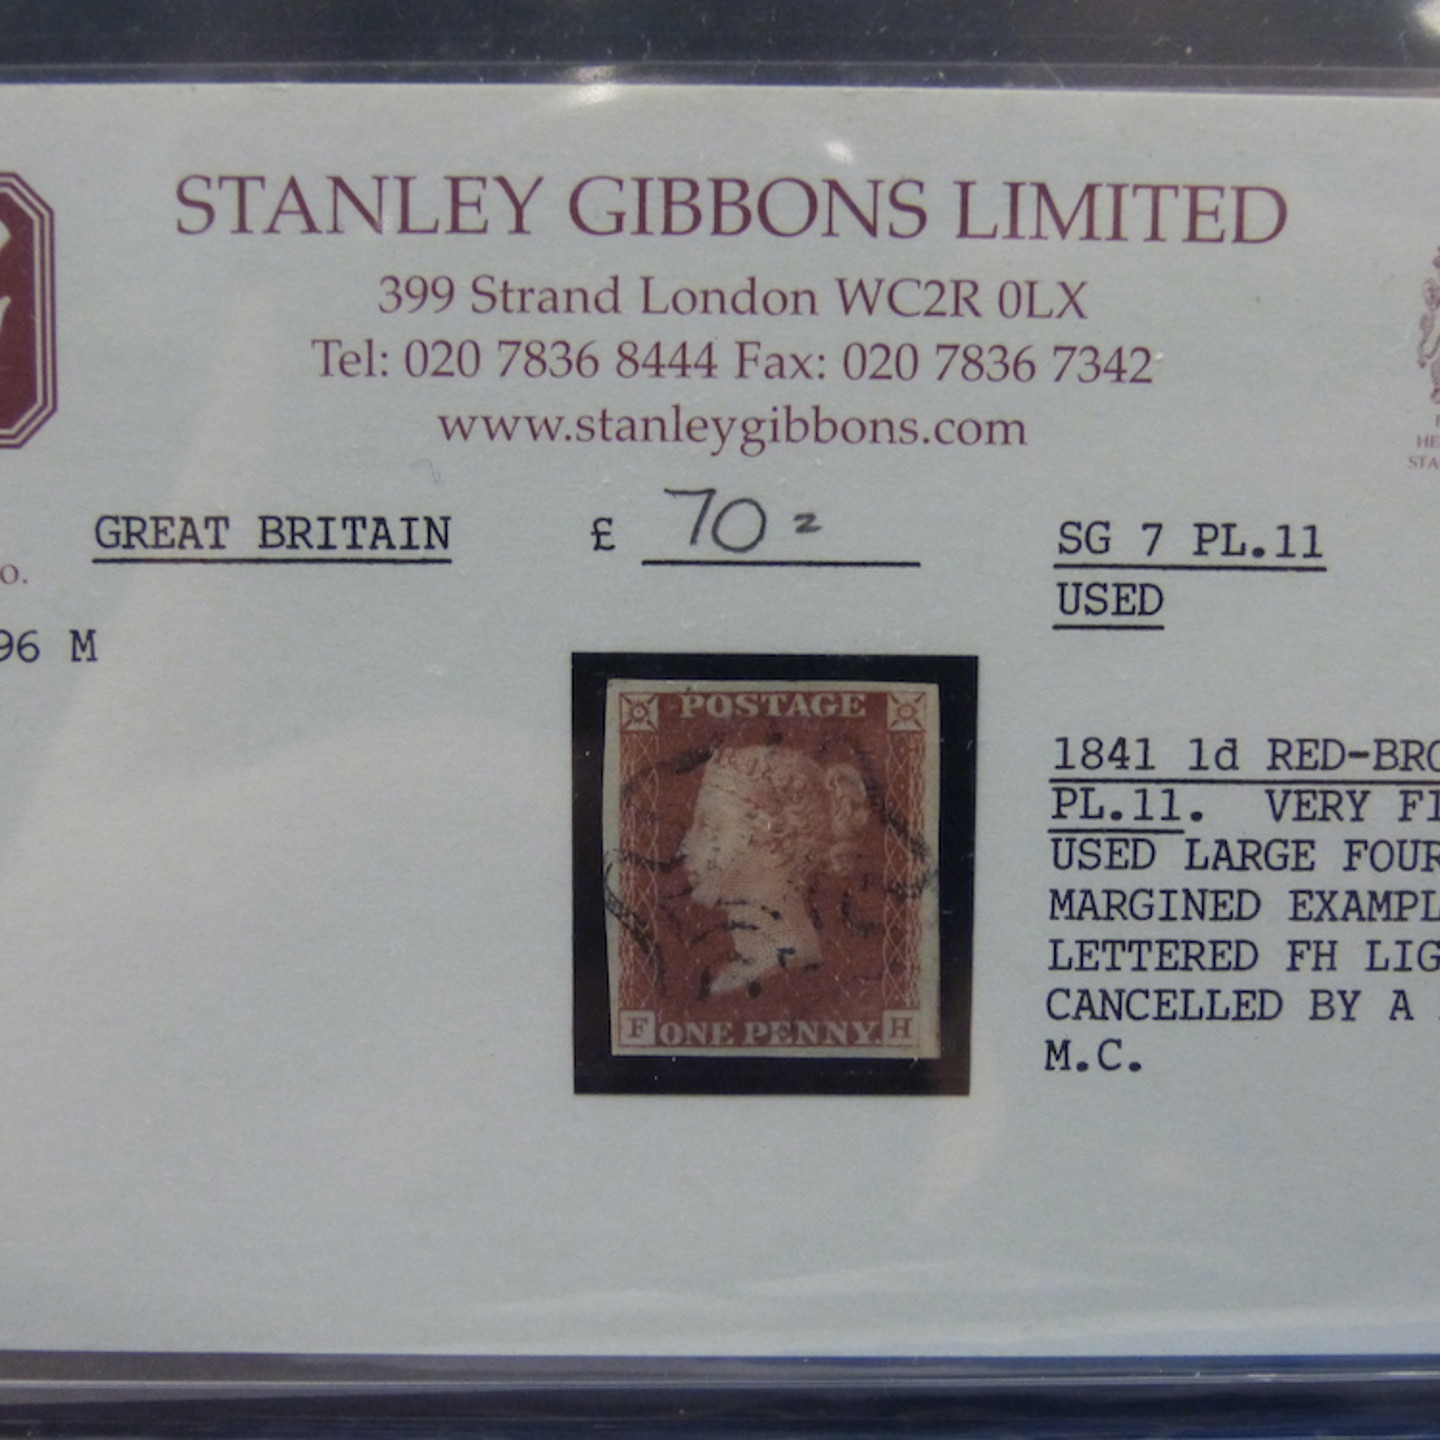 STANLEY GIBBONS LIMITED
399 Strand London WC2R 0LX
Tel: 020 7836 8444 Fax: 020 7836 7342
www.stanleygibbons.com
GREAT BRITAIN £ 70=
SG 7 PL.11
USED
96 M
POSTAGE
F ONE PENNY. H
1841 1d RED-BRO
PL.11. VERY FI
USED LARGE FOUR
MARGINED EXAMPL
LETTERED FH LIG
CANCELLED BY A
M.C.